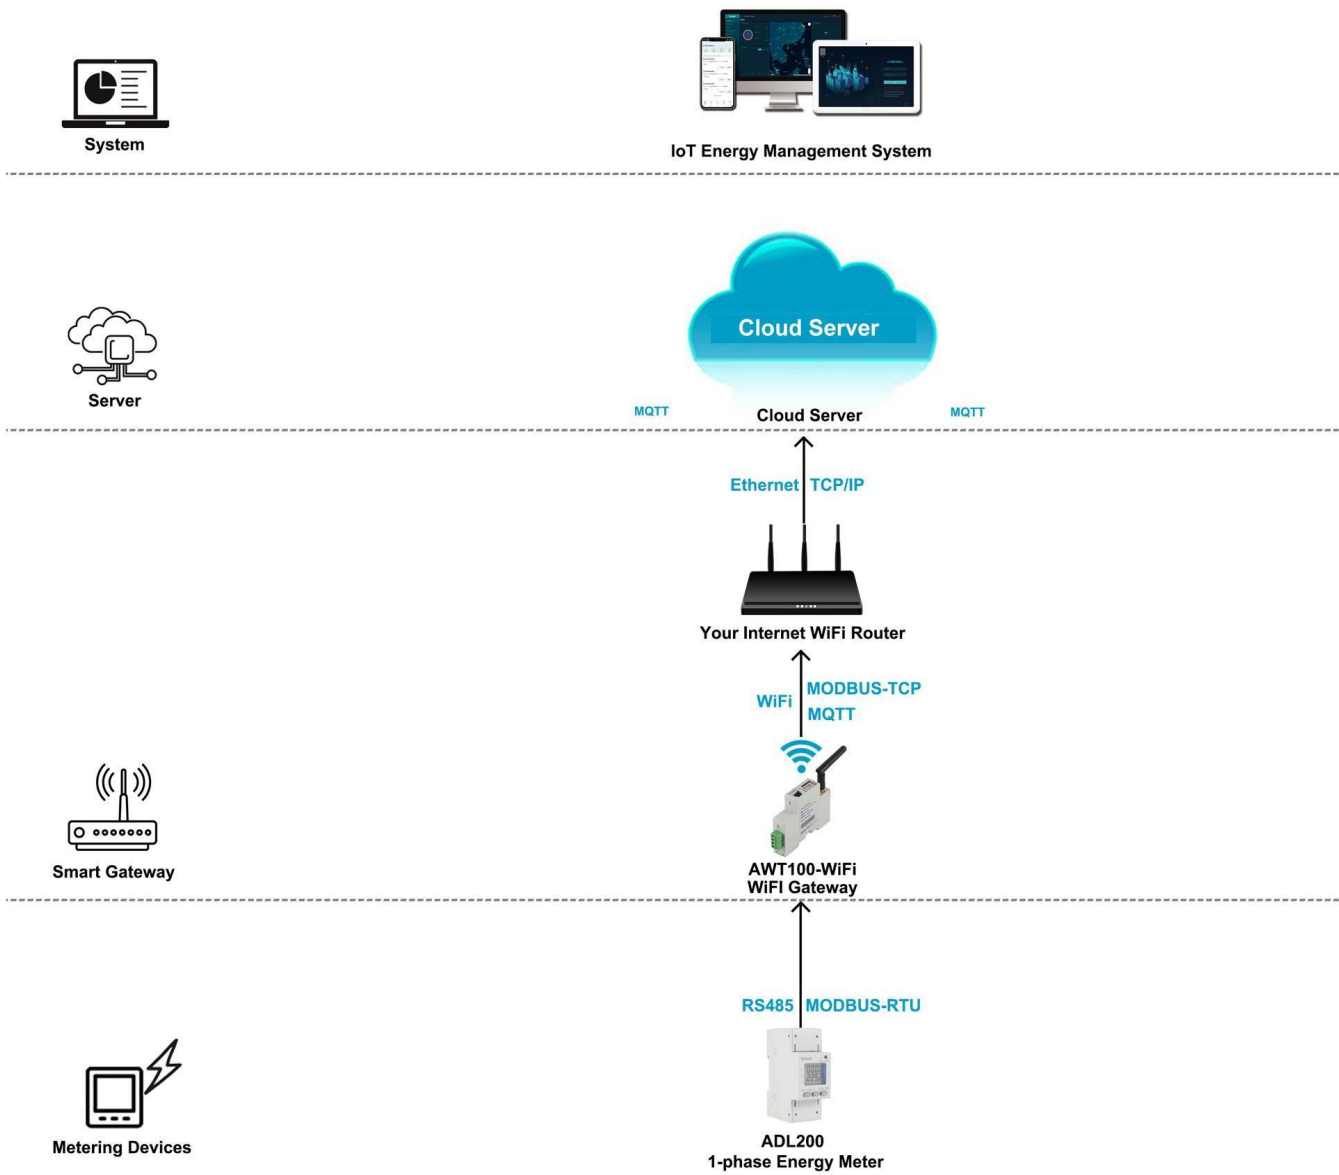 System
IoT Energy Management System
Cloud Server
Server
MQTT
Cloud Server
MQTT
Ethernet TCP/IP
Your Internet WiFi Router
WiFi
MODBUS-TCP
MQTT
Smart Gateway
AWT100-WiFi
WiFI Gateway
RS485 MODBUS-RTU
Metering Devices
ADL200
1-phase Energy Meter